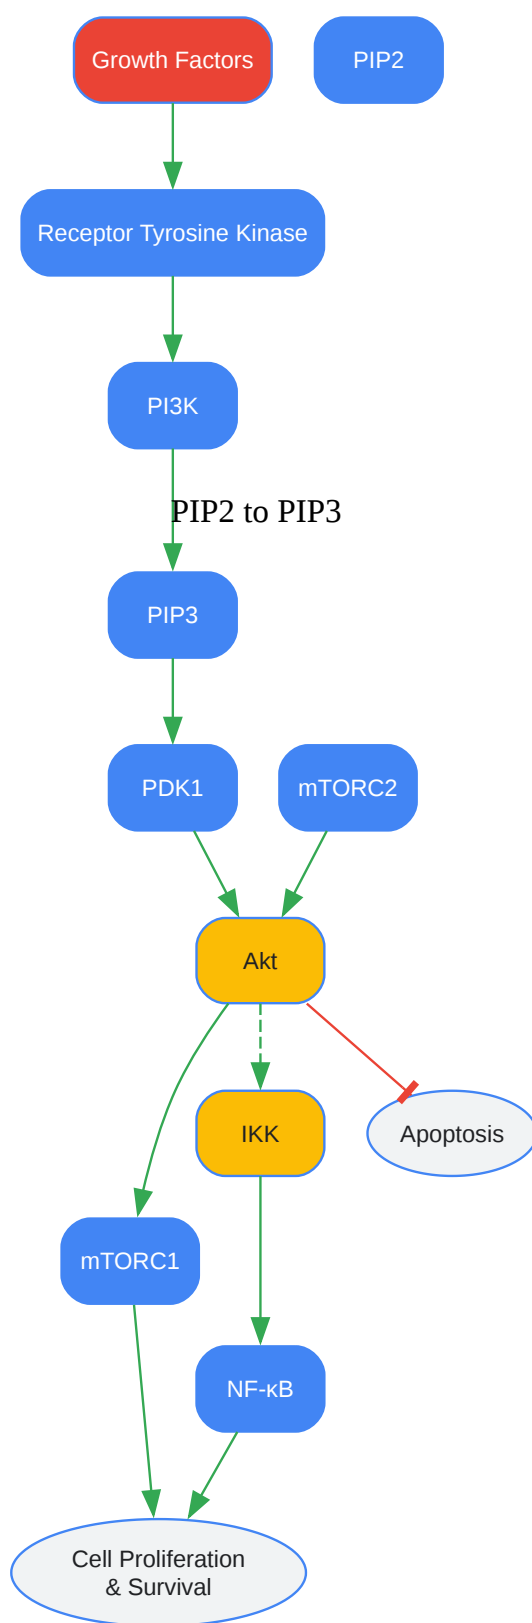 Growth Factors
PIP2
Receptor Tyrosine Kinase
PI3K
PIP2 to PIP3
PIP3
PDK1
mTORC2
Akt
IKK
Apoptosis
mTORC1
NF-κB
Cell Proliferation
& Survival